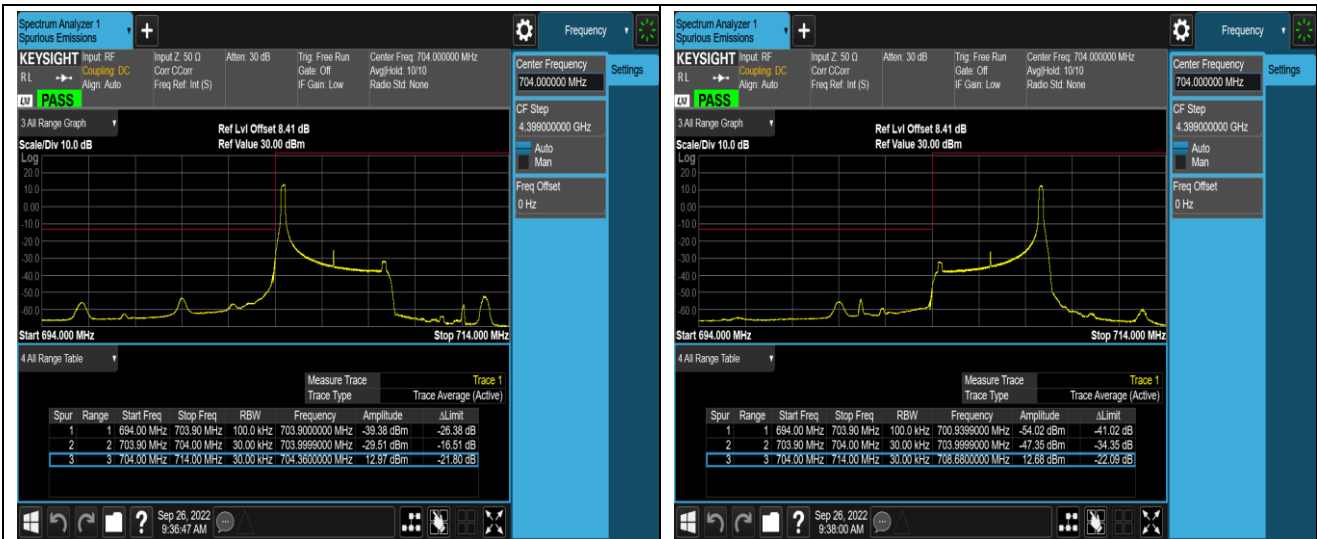 Spectrum Analyzer 1
Spurious Emissions
Frequency
KEYSIGHT Input: RF
R L
Coupling: DC
Align: Auto
Input Z: 50 Ω
Corr CCorr
Freq Ref: Int (S)
Atten: 30 dB
Trig: Free Run
Gate: Off
IF Gain: Low
Center Freq: 704.000000 MHz
Avg|Hold: 10/10
Radio Std: None
LXI PASS
Center Frequency
704.000000 MHz
Settings
CF Step
4.399000000 GHz
Auto
Man
Freq Offset
0 Hz
3 All Range Graph
Ref Lvl Offset 8.41 dB
Scale/Div 10.0 dB
Ref Value 30.00 dBm
Log
20.0
10.0
0.00
-10.0
-20.0
-30.0
-40.0
-50.0
-60.0
Start 694.000 MHz
Stop 714.000 MHz
4 All Range Table
Measure Trace Trace 1
Trace Type Trace Average (Active)
Spur Range Start Freq Stop Freq RBW Frequency Amplitude ΔLimit
1 1 694.00 MHz 703.90 MHz 100.0 kHz 703.9000000 MHz -39.38 dBm -26.38 dB
2 2 703.90 MHz 704.00 MHz 30.00 kHz 703.9999000 MHz -29.51 dBm -16.51 dB
3 3 704.00 MHz 714.00 MHz 30.00 kHz 704.3600000 MHz 12.97 dBm -21.80 dB
Sep 26, 2022
9:36:47 AM
Spectrum Analyzer 1
Spurious Emissions
Frequency
KEYSIGHT Input: RF
R L
Coupling: DC
Align: Auto
Input Z: 50 Ω
Corr CCorr
Freq Ref: Int (S)
Atten: 30 dB
Trig: Free Run
Gate: Off
IF Gain: Low
Center Freq: 704.000000 MHz
Avg|Hold: 10/10
Radio Std: None
LXI PASS
Center Frequency
704.000000 MHz
Settings
CF Step
4.399000000 GHz
Auto
Man
Freq Offset
0 Hz
3 All Range Graph
Ref Lvl Offset 8.41 dB
Scale/Div 10.0 dB
Ref Value 30.00 dBm
Log
20.0
10.0
0.00
-10.0
-20.0
-30.0
-40.0
-50.0
-60.0
Start 694.000 MHz
Stop 714.000 MHz
4 All Range Table
Measure Trace Trace 1
Trace Type Trace Average (Active)
Spur Range Start Freq Stop Freq RBW Frequency Amplitude ΔLimit
1 1 694.00 MHz 703.90 MHz 100.0 kHz 700.9399000 MHz -54.02 dBm -41.02 dB
2 2 703.90 MHz 704.00 MHz 30.00 kHz 703.9999000 MHz -47.35 dBm -34.35 dB
3 3 704.00 MHz 714.00 MHz 30.00 kHz 708.6800000 MHz 12.68 dBm -22.09 dB
Sep 26, 2022
9:38:00 AM